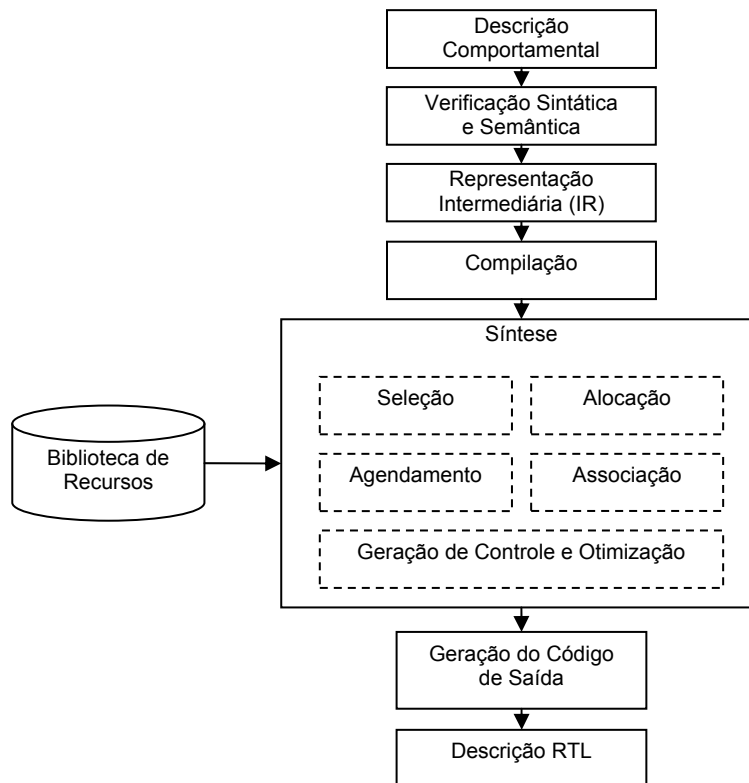 Descrição
Comportamental
Verificação Sintática
e Semântica
Representação
Intermediária (IR)
Compilação
Síntese
Seleção
Alocação
Biblioteca de
Recursos
Agendamento
Associação
Geração de Controle e Otimização
Geração do Código
de Saída
Descrição RTL